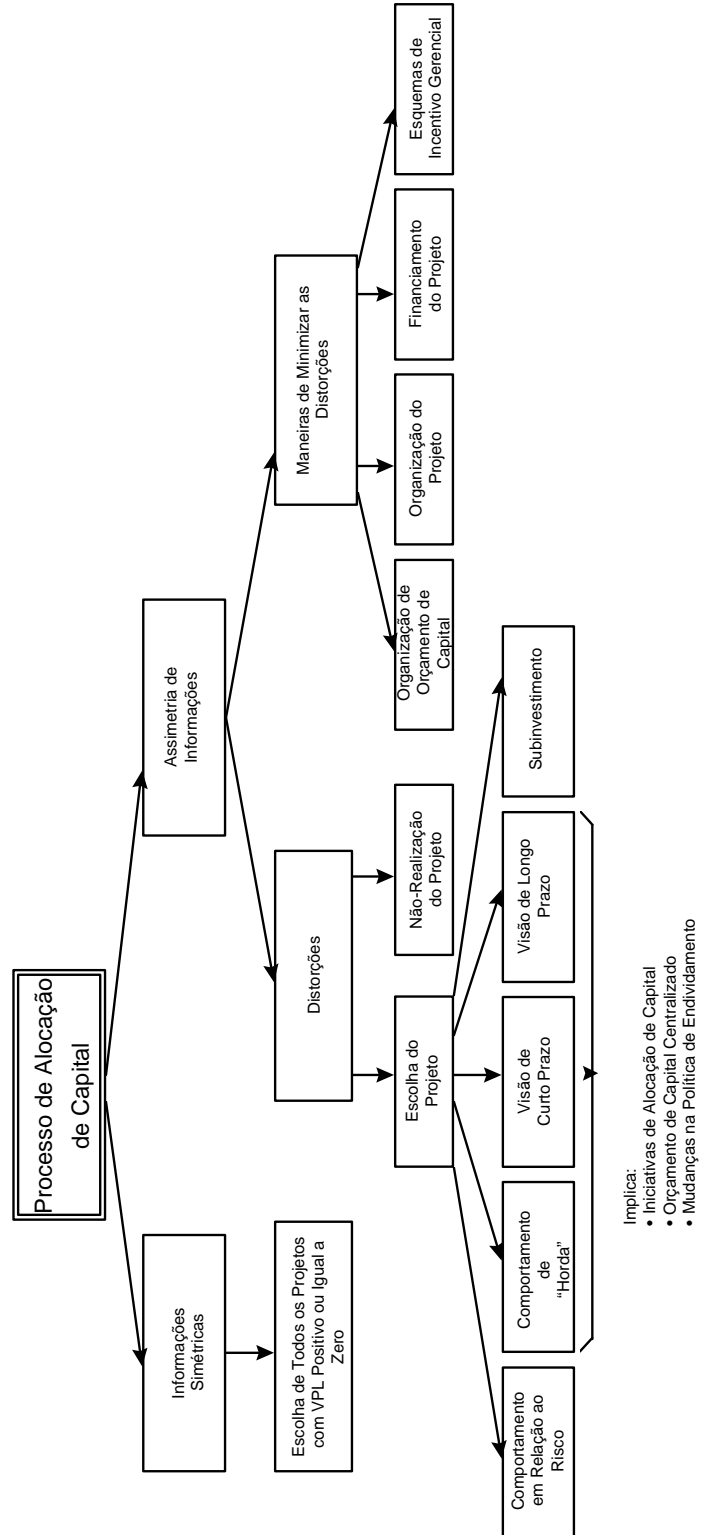 Processo de Alocação
de Capital
Informações
Simétricas
Assimetria de
Informações
Escolha de Todos os Projetos
com VPL Positivo ou Igual a
Zero
Distorções
Maneiras de Minimizar as
Distorções
Escolha do
Projeto
Não-Realização
do Projeto
Organização de
Orçamento de
Capital
Organização do
Projeto
Financiamento
do Projeto
Esquemas de
Incentivo Gerencial
Comportamento
em Relação ao
Risco
Comportamento
de
“Horda”
Visão de
Curto Prazo
Visão de Longo
Prazo
Subinvestimento
Implica:
• Iniciativas de Alocação de Capital
• Orçamento de Capital Centralizado
• Mudanças na Política de Endividamento